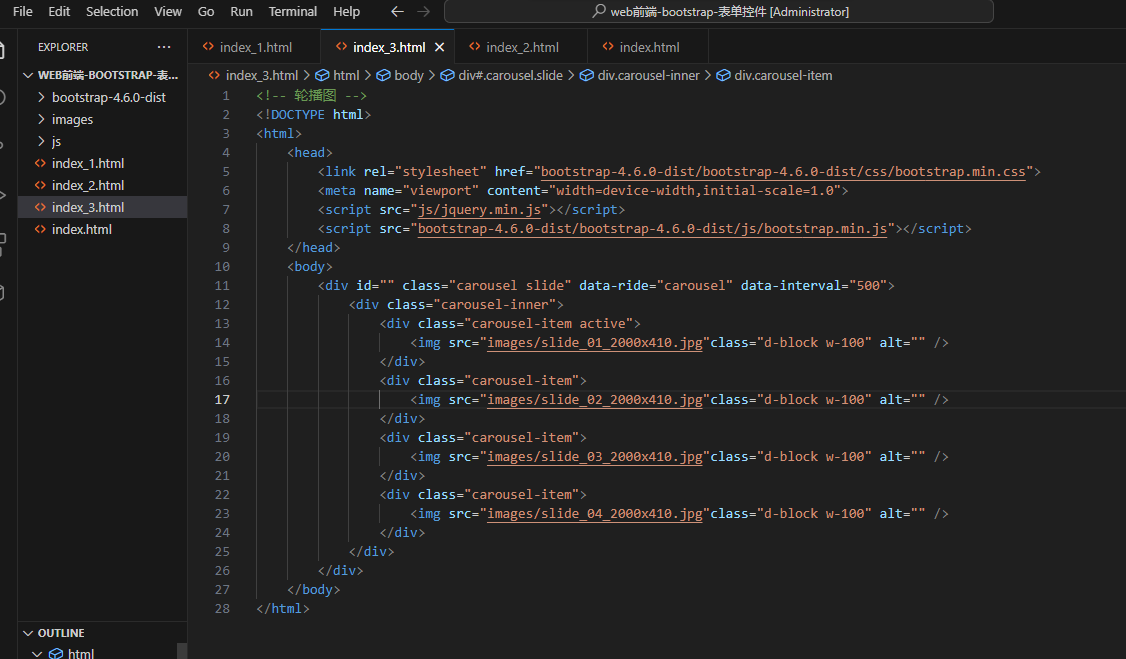 File Edit Selection View Go Run Terminal Help web前端-bootstrap-表单控件 [Administrator]
EXPLORER
WEB前端-BOOTSTRAP-表...
bootstrap-4.6.0-dist
images
js
index_1.html
index_2.html
index_3.html
index.html
OUTLINE
html
index_1.html index_3.html index_2.html index.html
index_3.html > html > body > div#.carousel.slide > div.carousel-inner > div.carousel-item
1 <!-- 轮播图 -->
2 <!DOCTYPE html>
3 <html>
4 <head>
5 <link rel="stylesheet" href="bootstrap-4.6.0-dist/bootstrap-4.6.0-dist/css/bootstrap.min.css">
6 <meta name="viewport" content="width=device-width,initial-scale=1.0">
7 <script src="js/jquery.min.js"></script>
8 <script src="bootstrap-4.6.0-dist/bootstrap-4.6.0-dist/js/bootstrap.min.js"></script>
9 </head>
10 <body>
11 <div id="" class="carousel slide" data-ride="carousel" data-interval="500">
12 <div class="carousel-inner">
13 <div class="carousel-item active">
14 <img src="images/slide_01_2000x410.jpg"class="d-block w-100" alt="" />
15 </div>
16 <div class="carousel-item">
17 <img src="images/slide_02_2000x410.jpg"class="d-block w-100" alt="" />
18 </div>
19 <div class="carousel-item">
20 <img src="images/slide_03_2000x410.jpg"class="d-block w-100" alt="" />
21 </div>
22 <div class="carousel-item">
23 <img src="images/slide_04_2000x410.jpg"class="d-block w-100" alt="" />
24 </div>
25 </div>
26 </div>
27 </body>
28 </html>